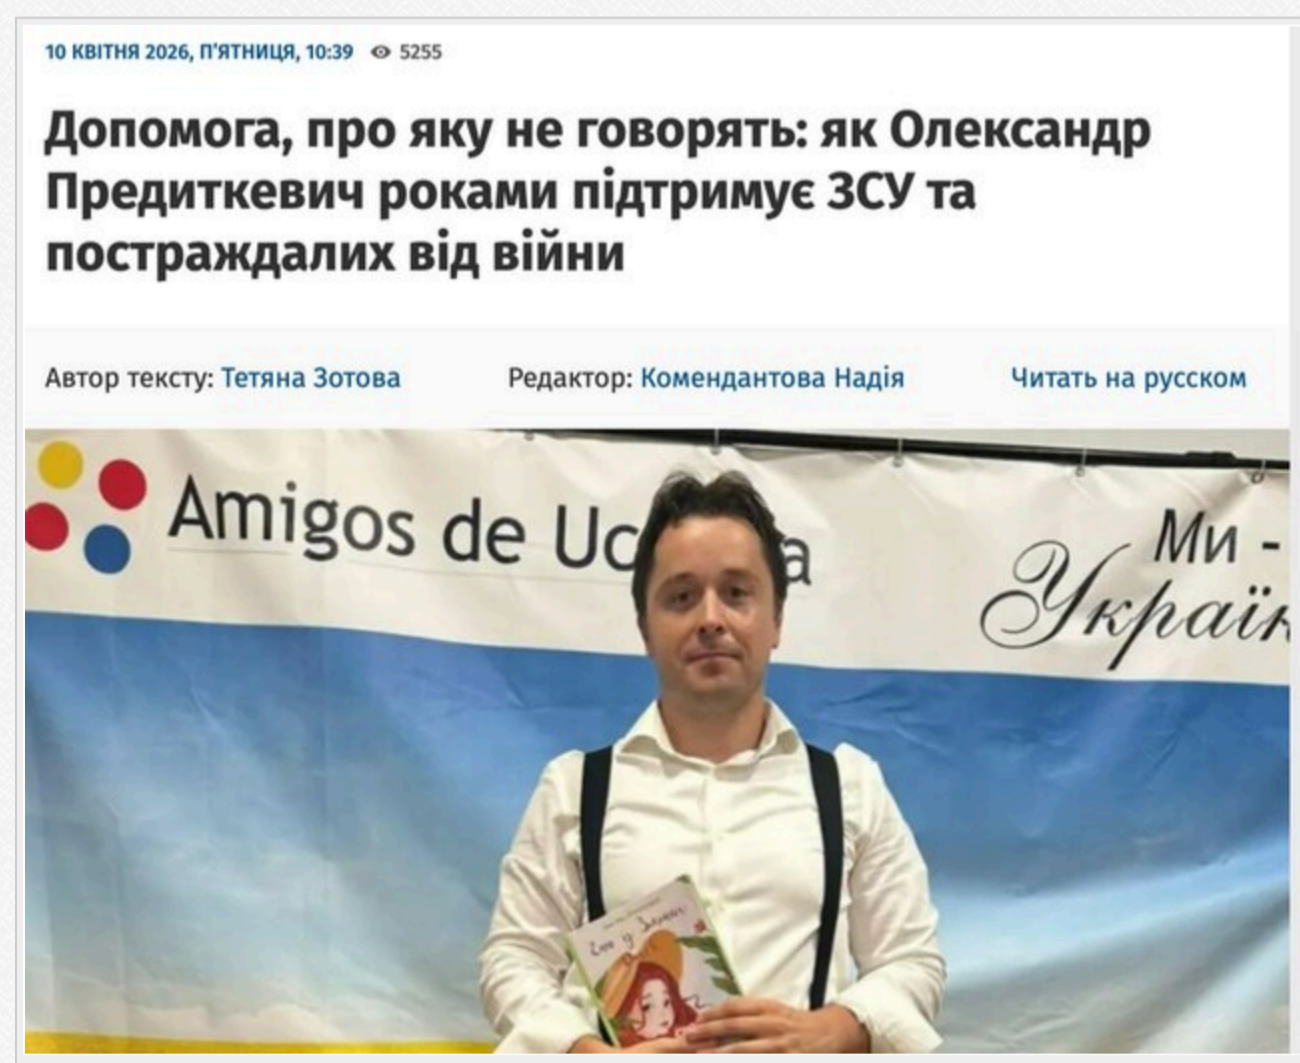 10 КВІТНЯ 2026, П'ЯТНИЦЯ, 10:39 5255
Допомога, про яку не говорять: як Олександр
Предиткевич роками підтримує ЗСУ та
постраждалих від війни
Автор тексту: Тетяна Зотова Редактор: Комендантова Надія Читать на русском
Amigos de Uc a
Ми -
Україн